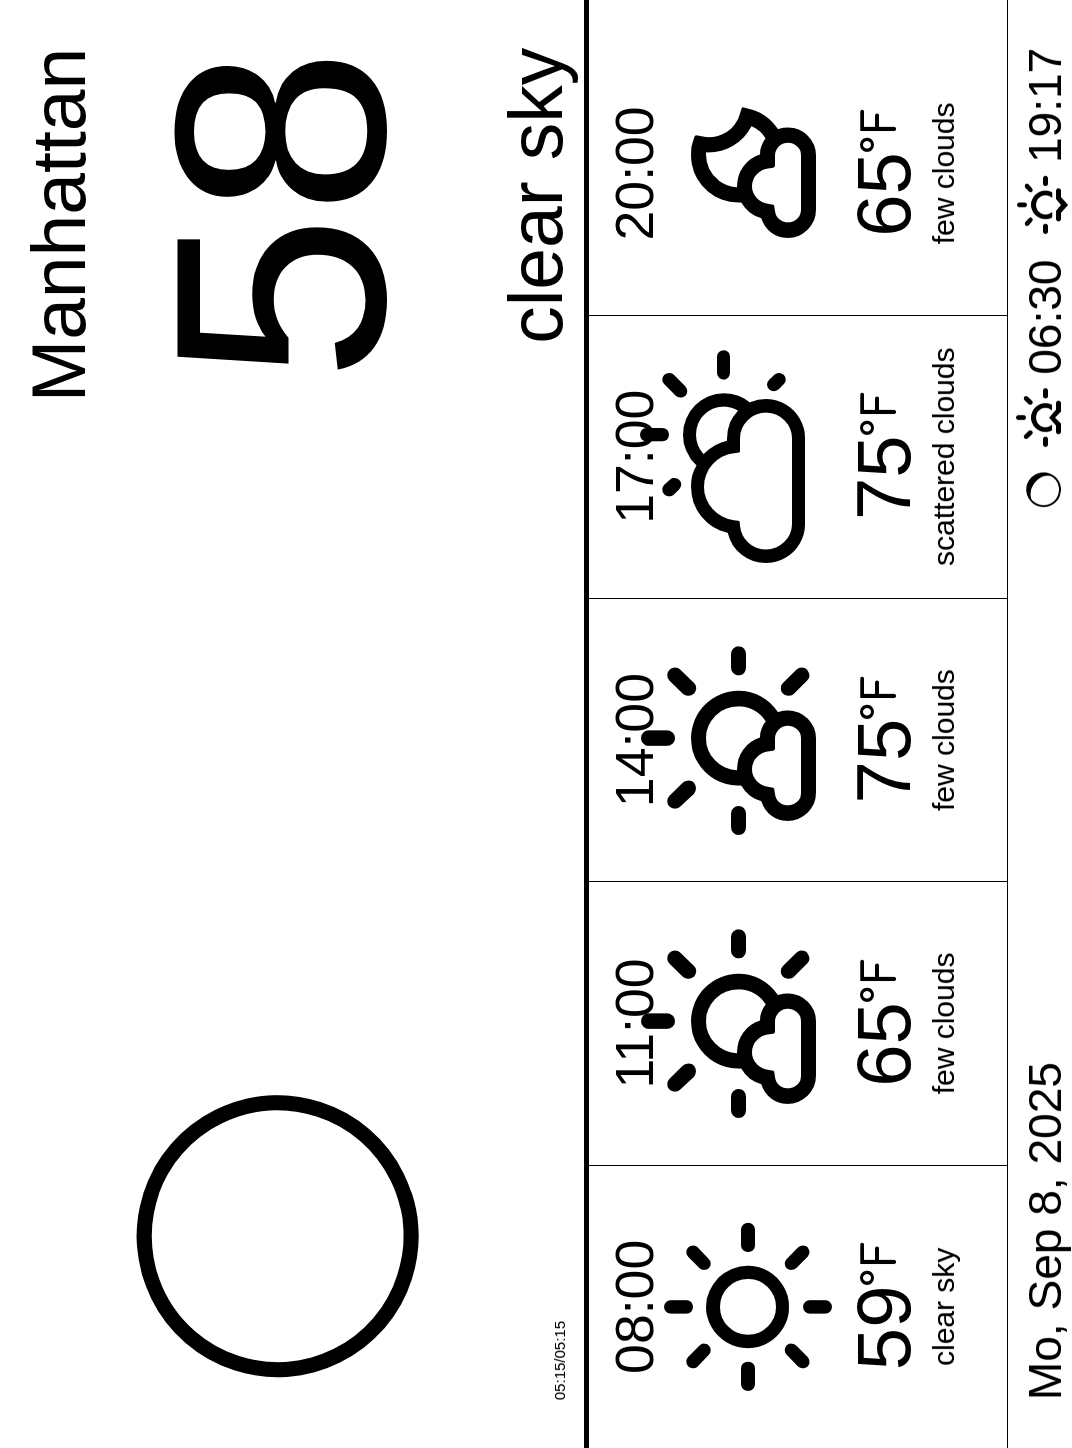 Manhattan
58
clear sky
05:15/05:15
08:00
59°F
clear sky
11:00
65°F
few clouds
14:00
75°F
few clouds
17:00
75°F
scattered clouds
20:00
65°F
few clouds
Mo, Sep 8, 2025
06:30
19:17